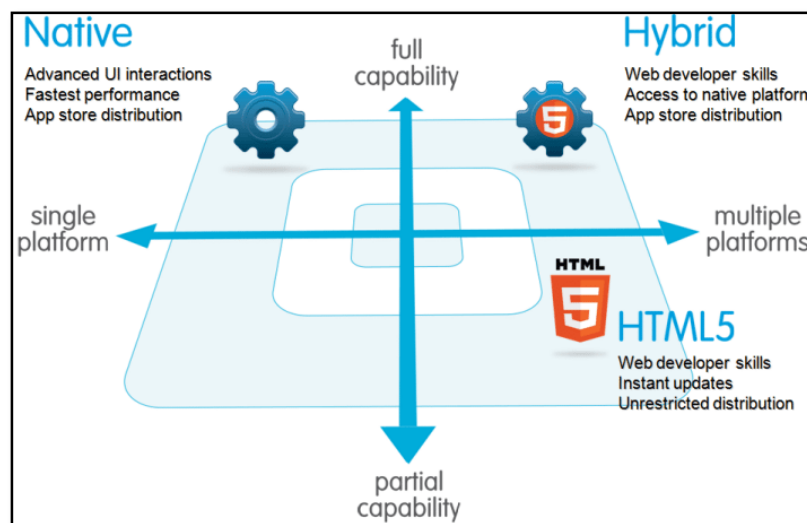 Native
Advanced UI interactions
Fastest performance
App store distribution
full
capability
Hybrid
Web developer skills
Access to native platform
App store distribution
5
single
platform
multiple
platforms
HTML
5
HTML5
Web developer skills
Instant updates
Unrestricted distribution
partial
capability